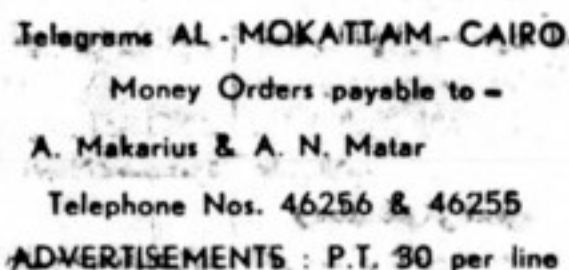 Telegrams AL - MOKATTAM - CAIRO
Money Orders payable to -
A. Makarius & A. N. Matar
Telephone Nos. 46256 & 46255
ADVERTISEMENTS : P.T. 30 per line